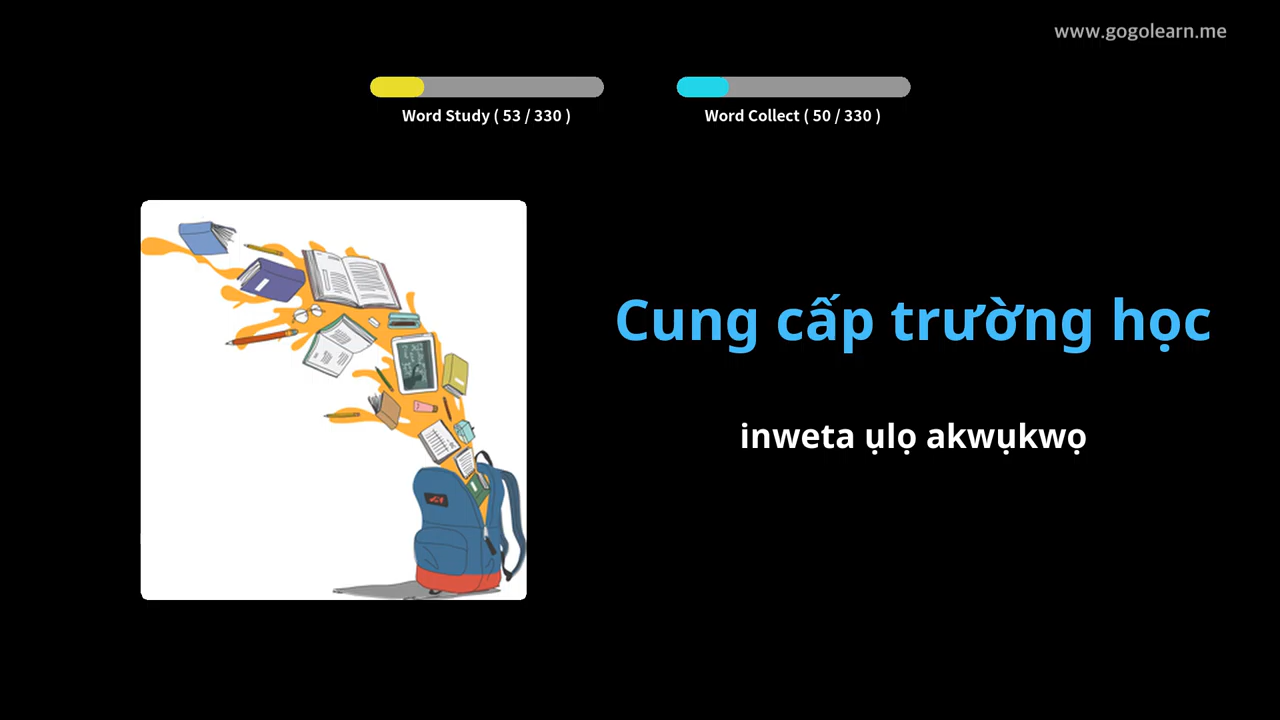 www.gogolearn.me
Word Study ( 53 / 330 )
Word Collect ( 50 / 330 )
Cung cấp trường học
inweta ụlọ akwụkwọ